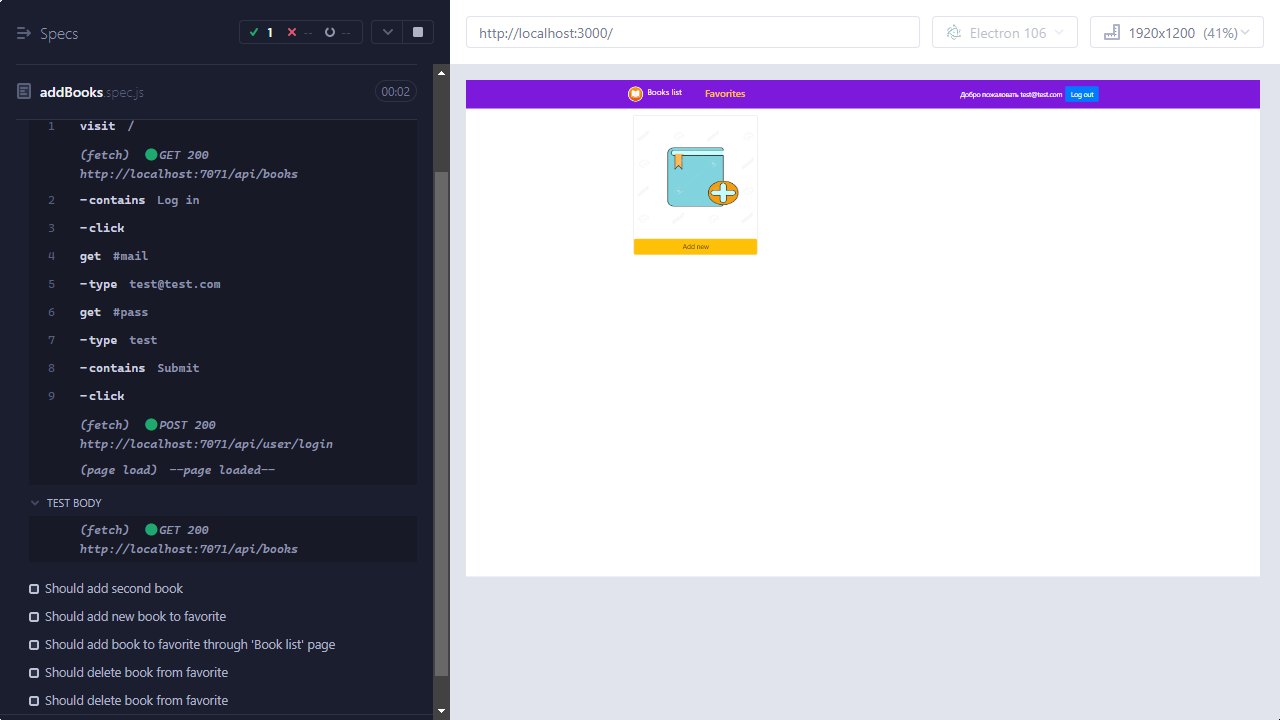 Specs
1
--
--
addBooks.spec.js
00:02
1 visit /
(fetch) GET 200
http://localhost:7071/api/books
2 -contains Log in
3 -click
4 get #mail
5 -type test@test.com
6 get #pass
7 -type test
8 -contains Submit
9 -click
(fetch) POST 200
http://localhost:7071/api/user/login
(page load) --page loaded--
TEST BODY
(fetch) GET 200
http://localhost:7071/api/books
Should add second book
Should add new book to favorite
Should add book to favorite through 'Book list' page
Should delete book from favorite
Should delete book from favorite
http://localhost:3000/
Electron 106
1920x1200 (41%)
Books list
Favorites
Добро пожаловать test@test.com
Log out
Add new